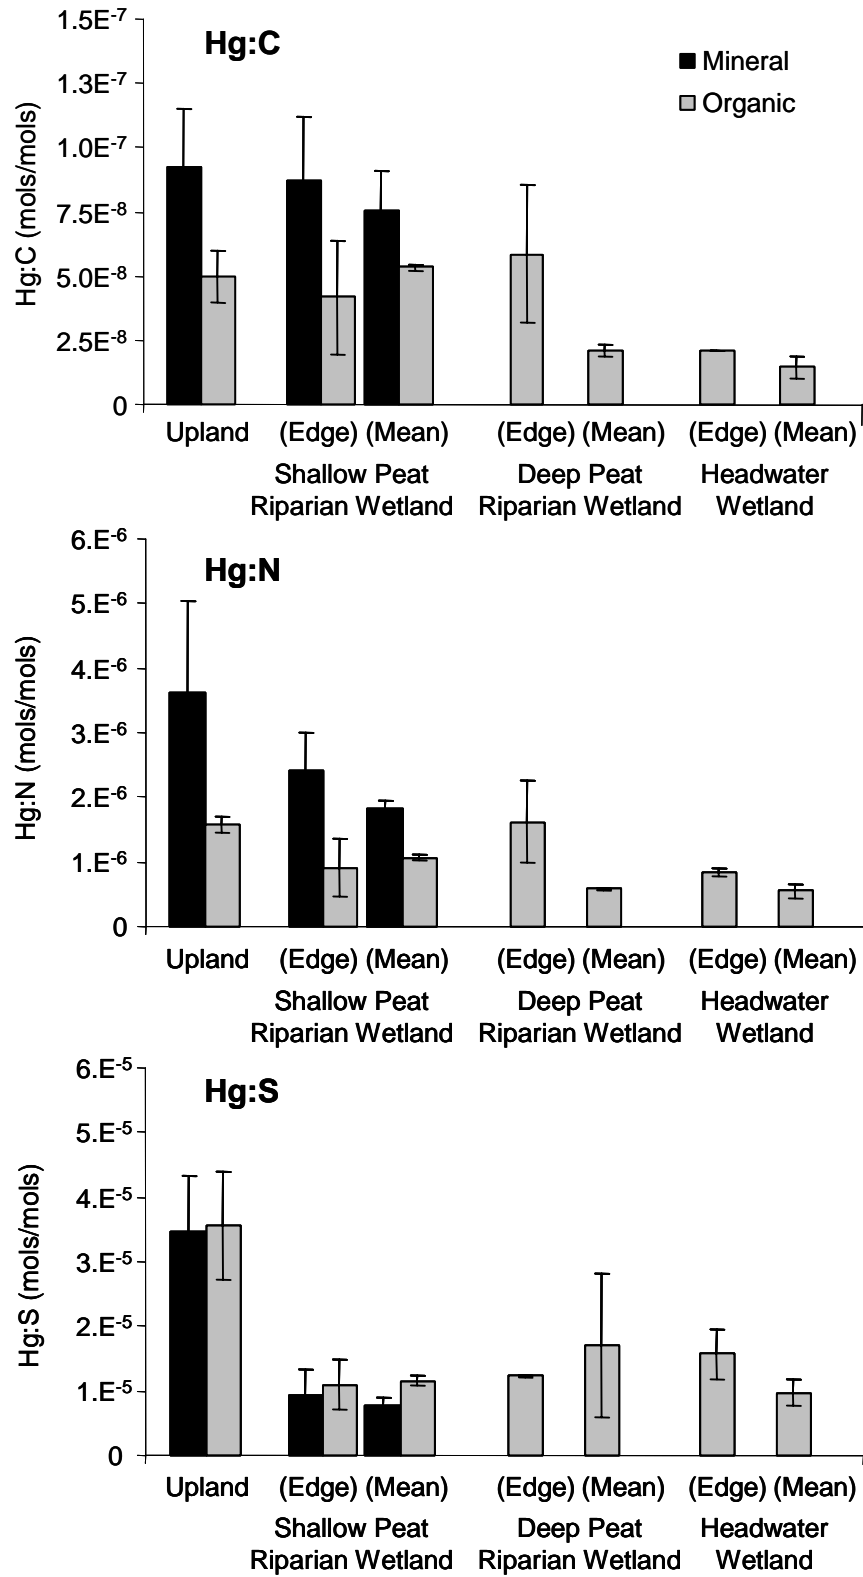 Hg:C
Mineral
Organic
Hg:C (mols/mols)
1.5E-7
1.3E-7
1.0E-7
7.5E-8
5.0E-8
2.5E-8
0
Upland (Edge) (Mean) (Edge) (Mean) (Edge) (Mean)
Shallow Peat Deep Peat Headwater
Riparian Wetland Riparian Wetland Wetland
Hg:N
Hg:N (mols/mols)
6.E-6
5.E-6
4.E-6
3.E-6
2.E-6
1.E-6
0
Upland (Edge) (Mean) (Edge) (Mean) (Edge) (Mean)
Shallow Peat Deep Peat Headwater
Riparian Wetland Riparian Wetland Wetland
Hg:S
Hg:S (mols/mols)
6.E-5
5.E-5
4.E-5
3.E-5
2.E-5
1.E-5
0
Upland (Edge) (Mean) (Edge) (Mean) (Edge) (Mean)
Shallow Peat Deep Peat Headwater
Riparian Wetland Riparian Wetland Wetland